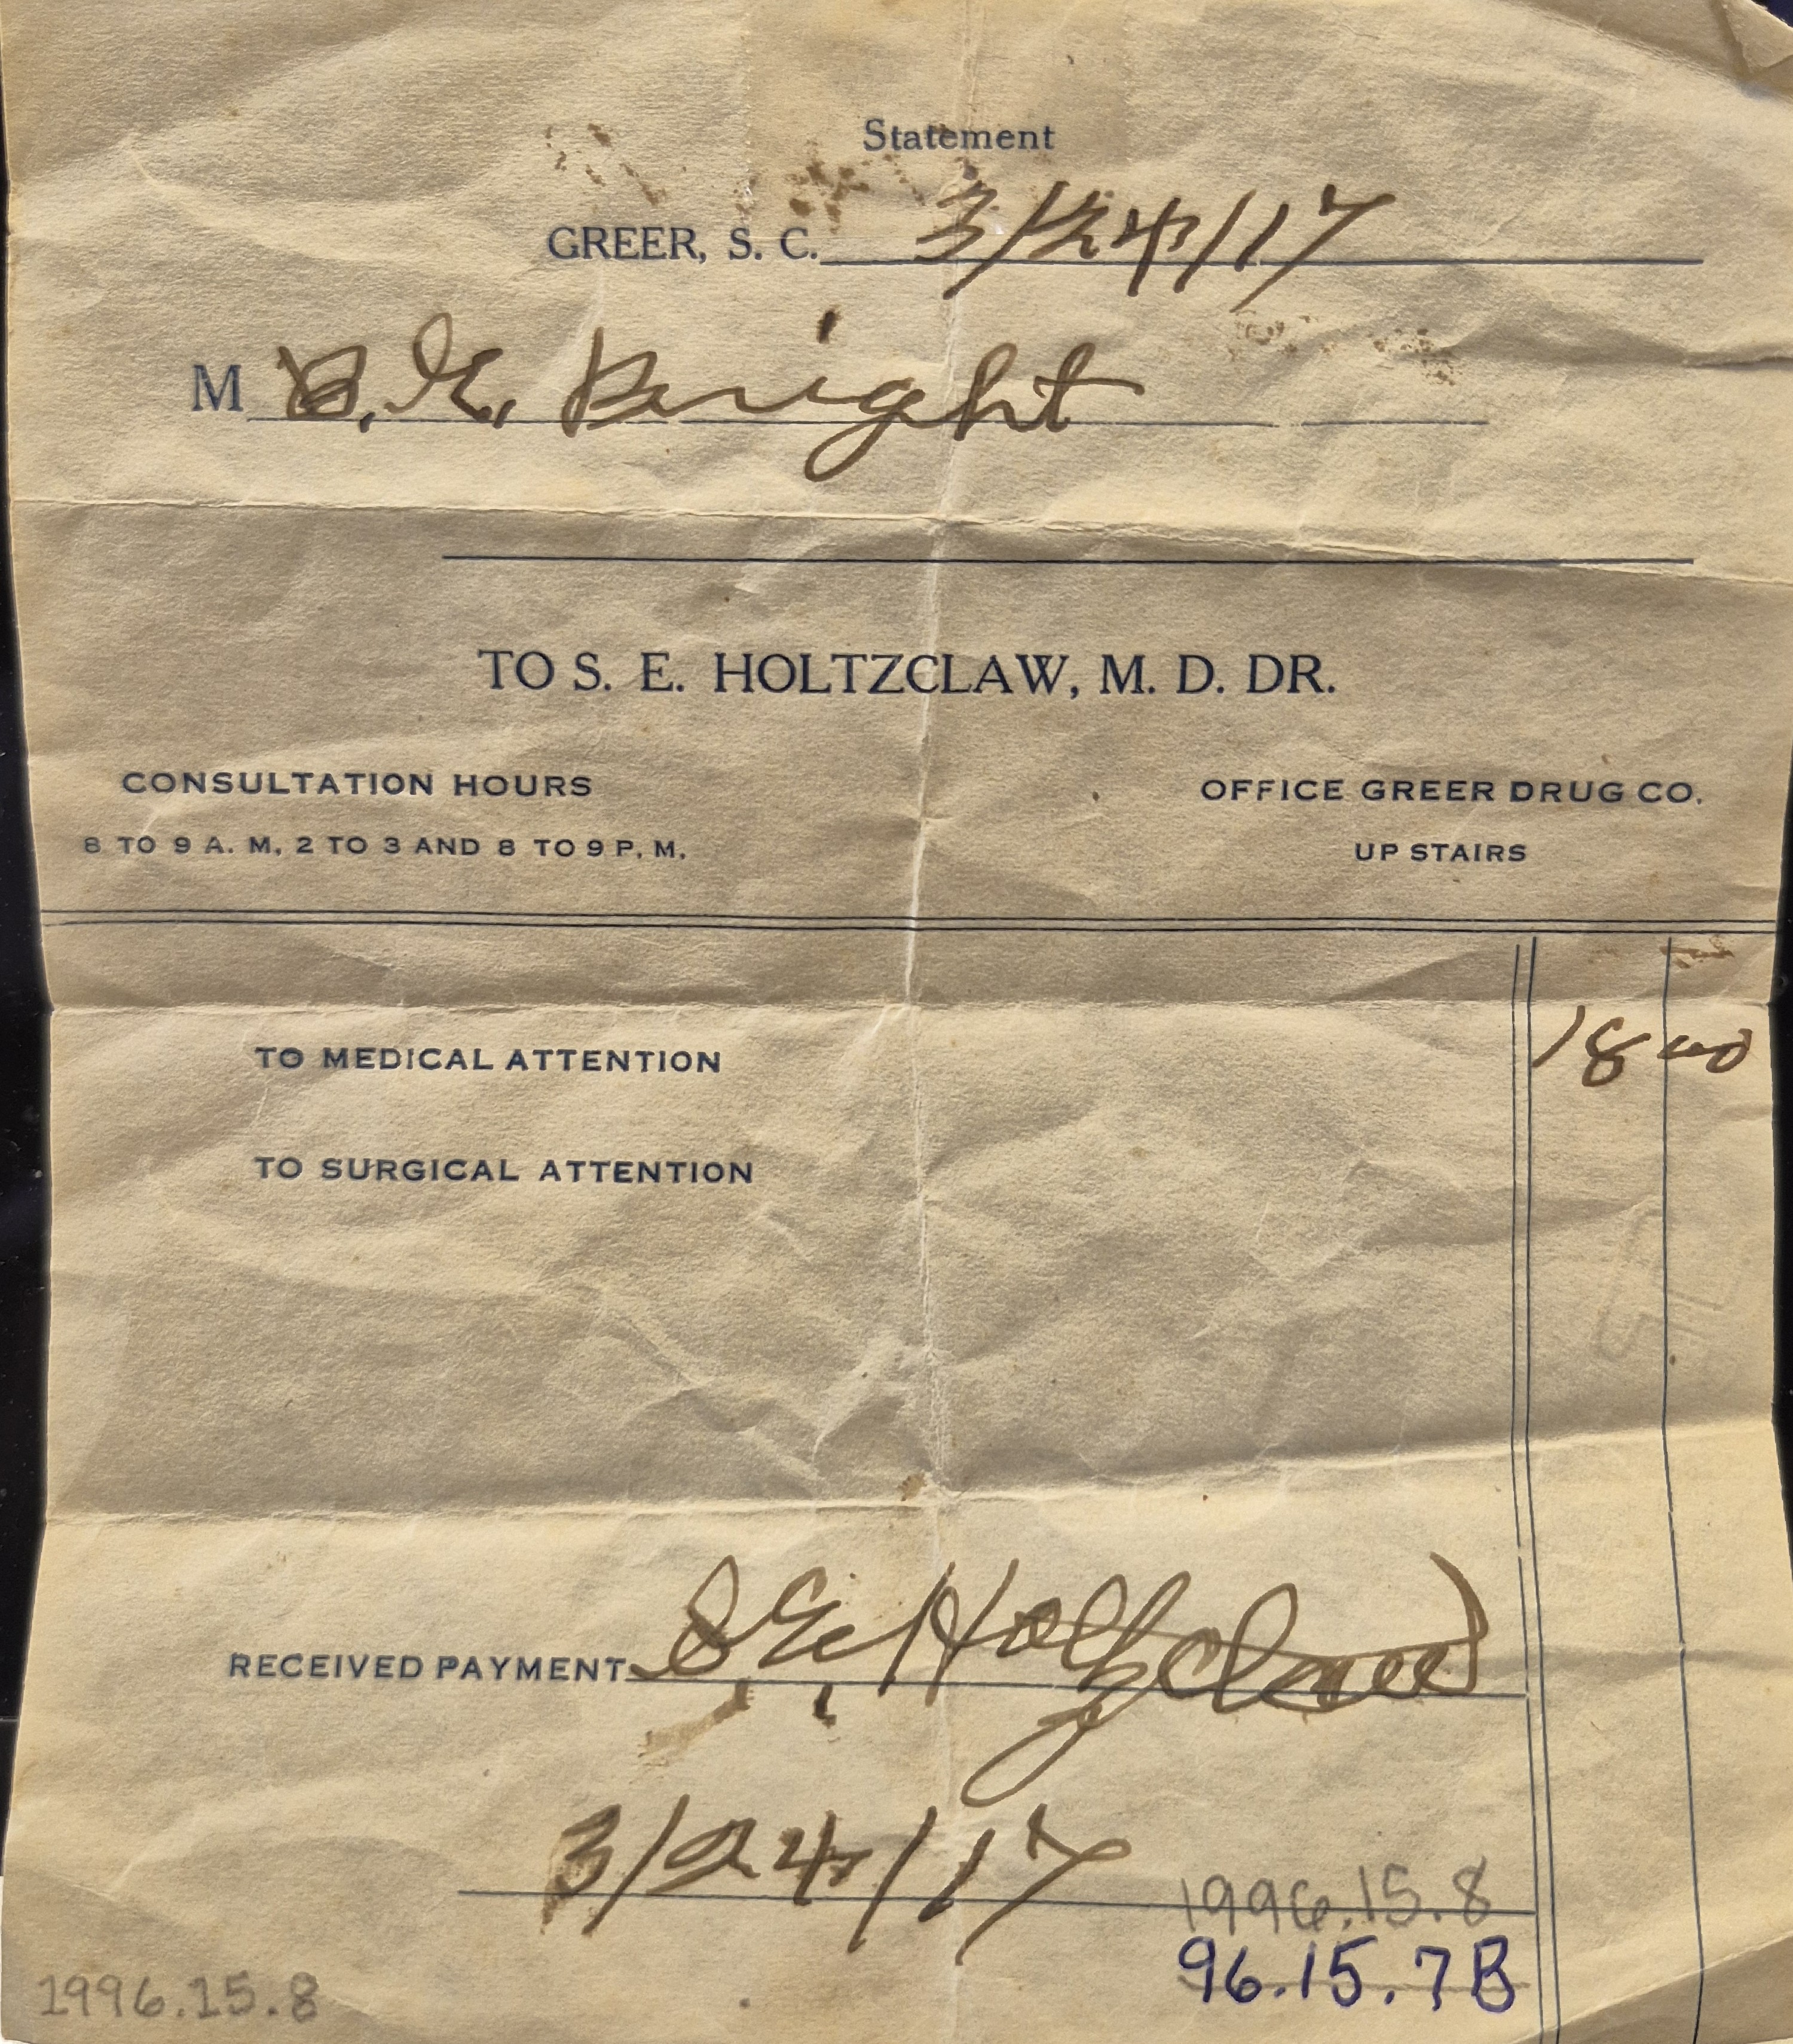 Statement
GREER, S. C. 3/24/17
M B. E. Bright
TO S. E. HOLTZCLAW, M. D. DR.
CONSULTATION HOURS
8 TO 9 A. M. 2 TO 3 AND 8 TO 9 P. M.
OFFICE GREER DRUG CO.
UP STAIRS
TO MEDICAL ATTENTION 18 00
TO SURGICAL ATTENTION
RECEIVED PAYMENT S. E. Holtzclaw
3/24/17
1996.15.8
96.15.7B
1996.15.8